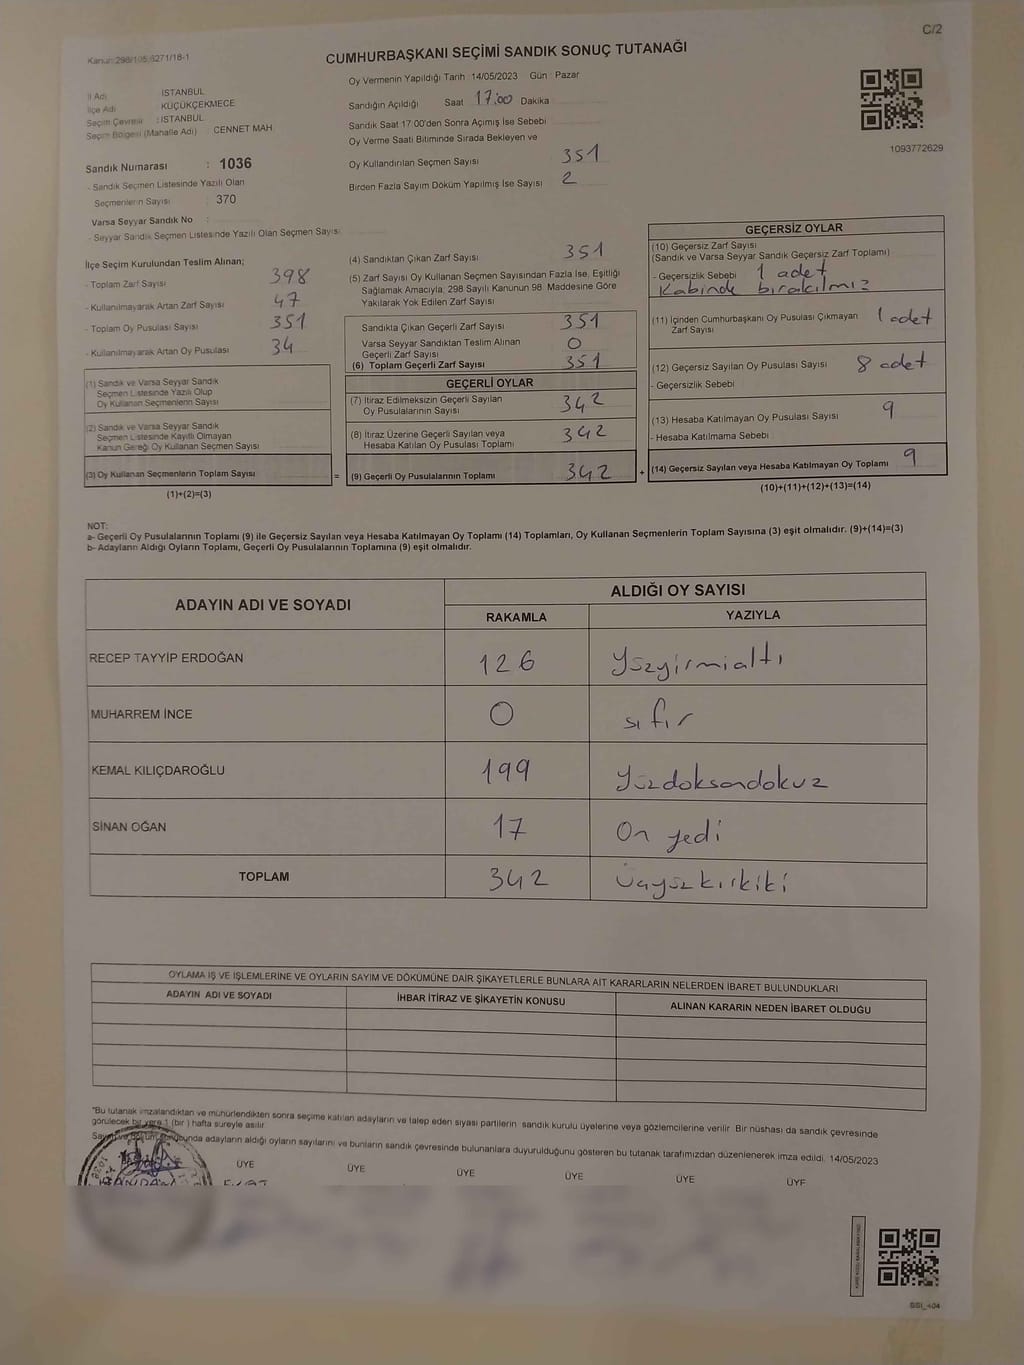 C/2
Kanun: 298/105,6271/18-1
CUMHURBAŞKANI SEÇİMİ SANDIK SONUÇ TUTANAĞI
İl Adı İSTANBUL
İlçe Adı : KÜÇÜKÇEKMECE
Seçim Çevresi : İSTANBUL
Seçim Bölgesi (Mahalle Adı) CENNET MAH
Sandık Numarası : 1036
- Sandık Seçmen Listesinde Yazılı Olan
Seçmenlerin Sayısı : 370
Varsa Seyyar Sandık No :
- Seyyar Sandık Seçmen Listesinde Yazılı Olan Seçmen Sayısı
Oy Vermenin Yapıldığı Tarih 14/05/2023 Gün Pazar
Sandığın Açıldığı Saat 17:00 Dakika
Sandık Saat 17:00'den Sonra Açımış İse Sebebi
Oy Verme Saati Bitiminde Sırada Bekleyen ve
Oy Kullandırılan Seçmen Sayısı 351
Birden Fazla Sayım Döküm Yapılmış İse Sayısı 2
1093772629
İlçe Seçim Kurulundan Teslim Alınan;
- Toplam Zarf Sayısı 398
- Kullanılmayarak Artan Zarf Sayısı 47
- Toplam Oy Pusulası Sayısı 351
- Kullanılmayarak Artan Oy Pusulası 34
(1) Sandık ve Varsa Seyyar Sandık
Seçmen Listesinde Yazılı Olup
Oy Kullanan Seçmenlerin Sayısı
(2) Sandık ve Varsa Seyyar Sandık
Seçmen Listesinde Kayıtlı Olmayan
Kanun Gereği Oy Kullanan Seçmen Sayısı
(3) Oy Kullanan Seçmenlerin Toplam Sayısı
=
(1)+(2)=(3)
(4) Sandıktan Çıkan Zarf Sayısı 351
(5) Zarf Sayısı Oy Kullanan Seçmen Sayısından Fazla İse, Eşitliği
Sağlamak Amacıyla, 298 Sayılı Kanunun 98 Maddesine Göre
Yakılarak Yok Edilen Zarf Sayısı
Sandıkta Çıkan Geçerli Zarf Sayısı 351
Varsa Seyyar Sandıktan Teslim Alınan
Geçerli Zarf Sayısı 0
(6) Toplam Geçerli Zarf Sayısı 351
GEÇERLİ OYLAR
(7) İtiraz Edilmeksizin Geçerli Sayılan
Oy Pusulalarının Sayısı 342
(8) İtiraz Üzerine Geçerli Sayılan veya
Hesaba Katılan Oy Pusulası Toplamı 342
(9) Geçerli Oy Pusulalarının Toplamı 342
+
GEÇERSİZ OYLAR
(10) Geçersiz Zarf Sayısı
(Sandık ve Varsa Seyyar Sandık Geçersiz Zarf Toplamı)
- Geçersizlik Sebebi 1 adet
Kabinde bırakılmız
(11) İçinden Cumhurbaşkanı Oy Pusulası Çıkmayan
Zarf Sayısı 1 adet
(12) Geçersiz Sayılan Oy Pusulası Sayısı 8 adet
- Geçersizlik Sebebi
(13) Hesaba Katılmayan Oy Pusulası Sayısı 9
- Hesaba Katılmama Sebebi
(14) Geçersiz Sayılan veya Hesaba Katılmayan Oy Toplamı 9
(10)+(11)+(12)+(13)=(14)
NOT:
a- Geçerli Oy Pusulalarının Toplamı (9) ile Geçersiz Sayılan veya Hesaba Katılmayan Oy Toplamı (14) Toplamları, Oy Kullanan Seçmenlerin Toplam Sayısına (3) eşit olmalıdır. (9)+(14)=(3)
b- Adayların Aldığı Oyların Toplamı, Geçerli Oy Pusulalarının Toplamına (9) eşit olmalıdır.
ADAYIN ADI VE SOYADI ALDIĞI OY SAYISI
RAKAMLA YAZIYLA
RECEP TAYYİP ERDOĞAN 126 Yüzyirmialtı
MUHARREM İNCE 0 sıfır
KEMAL KILIÇDAROĞLU 199 Yüzdoksandokuz
SİNAN OĞAN 17 On yedi
TOPLAM 342 Üçyüzkırkiki
OYLAMA İŞ VE İŞLEMLERİNE VE OYLARIN SAYIM VE DÖKÜMÜNE DAİR ŞİKAYETLERLE BUNLARA AİT KARARLARIN NELERDEN İBARET BULUNDUKLARI
ADAYIN ADI VE SOYADI İHBAR İTİRAZ VE ŞİKAYETİN KONUSU ALINAN KARARIN NEDEN İBARET OLDUĞU
"Bu tutanak imzalandıktan ve mühürlendikten sonra seçime katılan adayların ve talep eden siyasi partilerin sandık kurulu üyelerine veya gözlemcilerine verilir. Bir nüshası da sandık çevresinde
görülecek bir yere 1 (bir) hafta süreyle asılır
adayların aldığı oyların sayılarını ve bunların sandık çevresinde bulunanlara duyurulduğunu gösteren bu tutanak tarafımızdan düzenlenerek imza edildi. 14/05/2023
ÜYE ÜYE ÜYE ÜYE ÜYE ÜYE
SSI_404